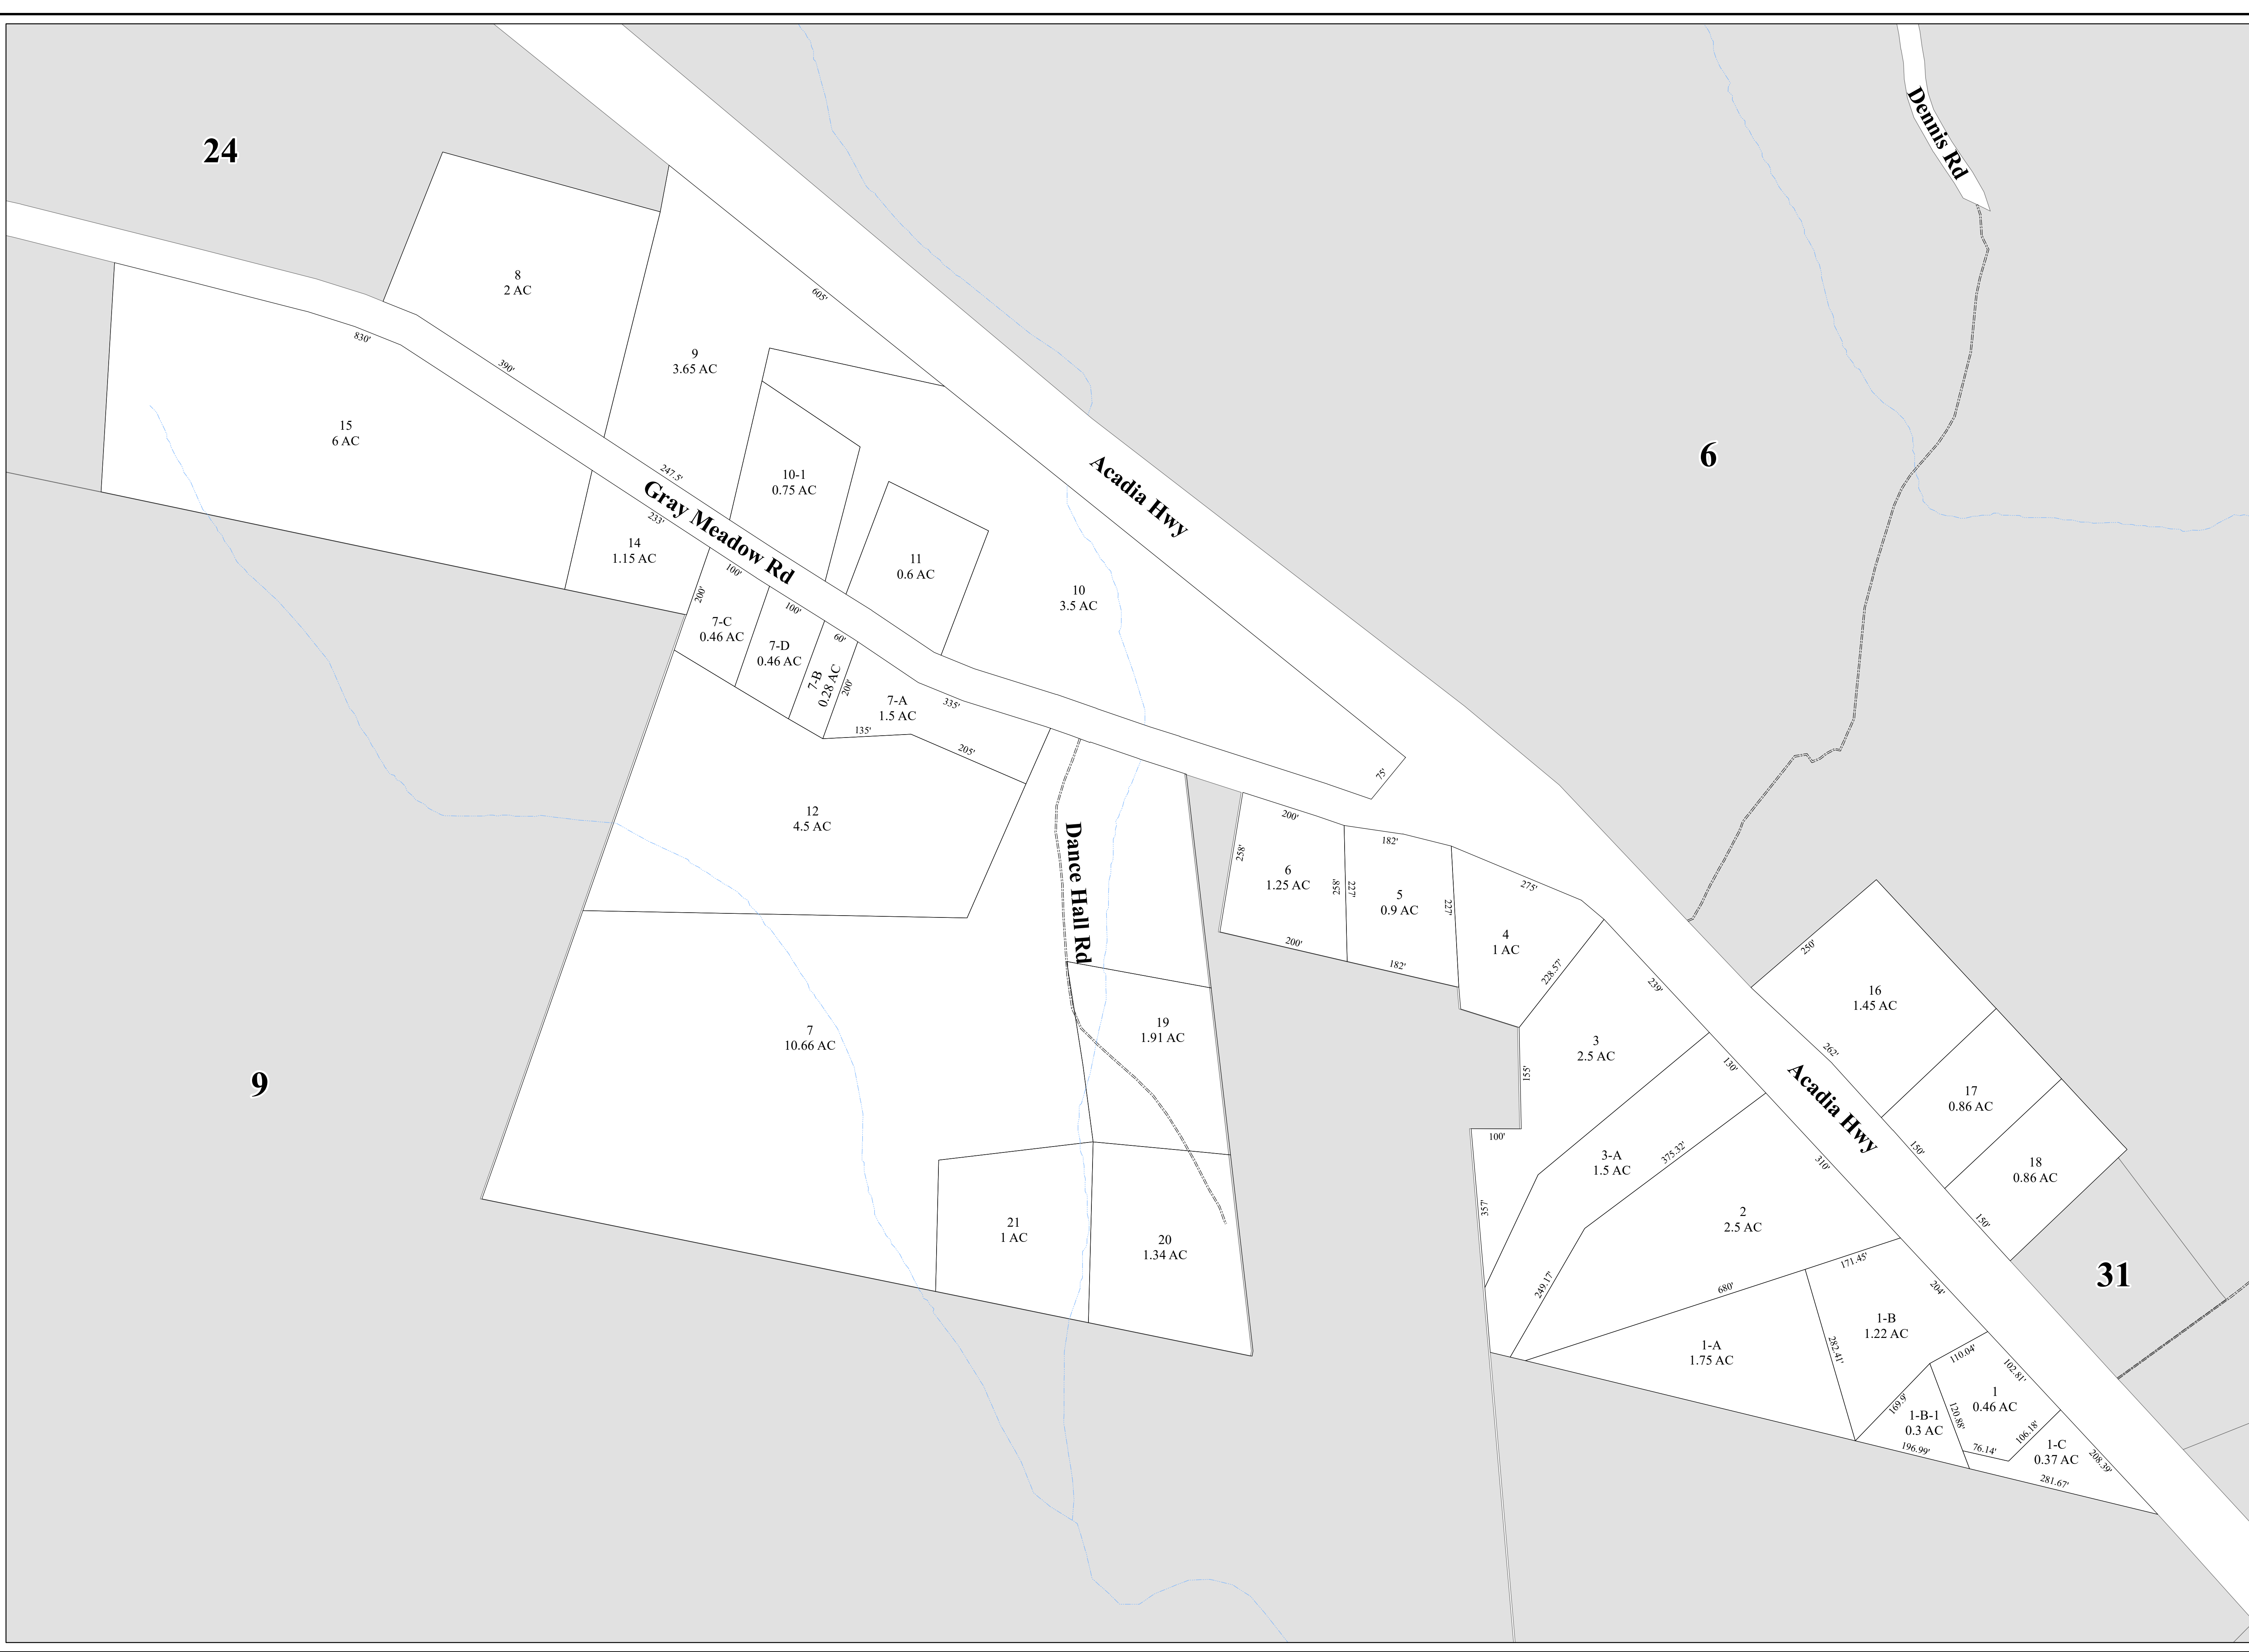 24
Dennis Rd
8
2 AC
605'
830'
390'
9
3.65 AC
15
6 AC
6
Acadia Hwy
247.5'
10-1
0.75 AC
Gray Meadow Rd
233'
14
1.15 AC
11
0.6 AC
10
3.5 AC
100'
200'
100'
7-C
0.46 AC
7-D
0.46 AC
60'
7-B
0.28 AC
200'
7-A
1.5 AC
335'
135'
205'
75'
12
4.5 AC
Dance Hall Rd
200'
258'
6
1.25 AC
258'
200'
182'
227'
5
0.9 AC
227'
182'
275'
4
1 AC
228.57'
250'
16
1.45 AC
239'
262'
7
10.66 AC
19
1.91 AC
3
2.5 AC
155'
100'
130'
Acadia Hwy
17
0.86 AC
9
3-A
1.5 AC
375.32'
310'
150'
18
0.86 AC
357'
2
2.5 AC
150'
21
1 AC
20
1.34 AC
249.17'
680'
171.45'
204'
31
1-B
1.22 AC
282.41'
1-A
1.75 AC
110.04'
102.81'
169.9'
1-B-1
0.3 AC
120.88'
1
0.46 AC
106.18'
76.14'
196.99'
1-C
0.37 AC
208.39'
281.67'